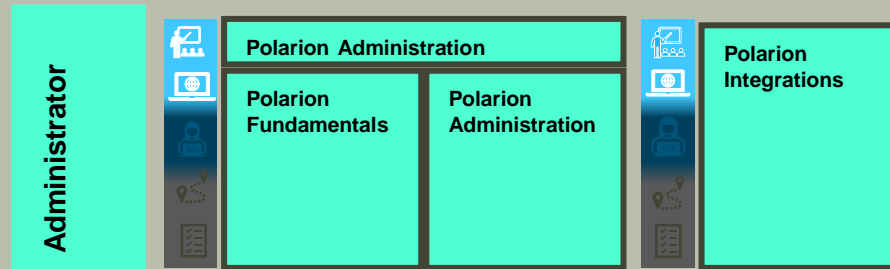 Administrator
Polarion Administration
Polarion
Fundamentals
Polarion
Administration
Polarion
Integrations